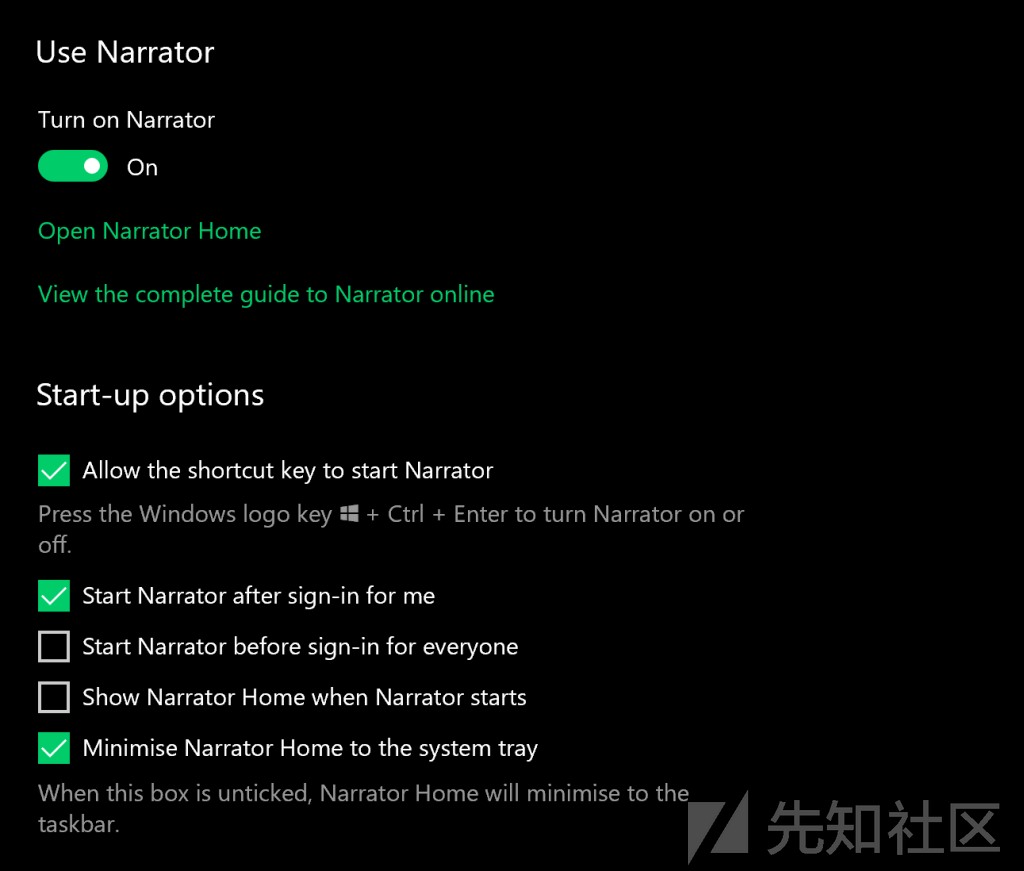 Use Narrator
Turn on Narrator
On
Open Narrator Home
View the complete guide to Narrator online
Start-up options
Allow the shortcut key to start Narrator
Press the Windows logo key + Ctrl + Enter to turn Narrator on or
off.
Start Narrator after sign-in for me
Start Narrator before sign-in for everyone
Show Narrator Home when Narrator starts
Minimise Narrator Home to the system tray
When this box is unticked, Narrator Home will minimise to the
taskbar.
先知社区